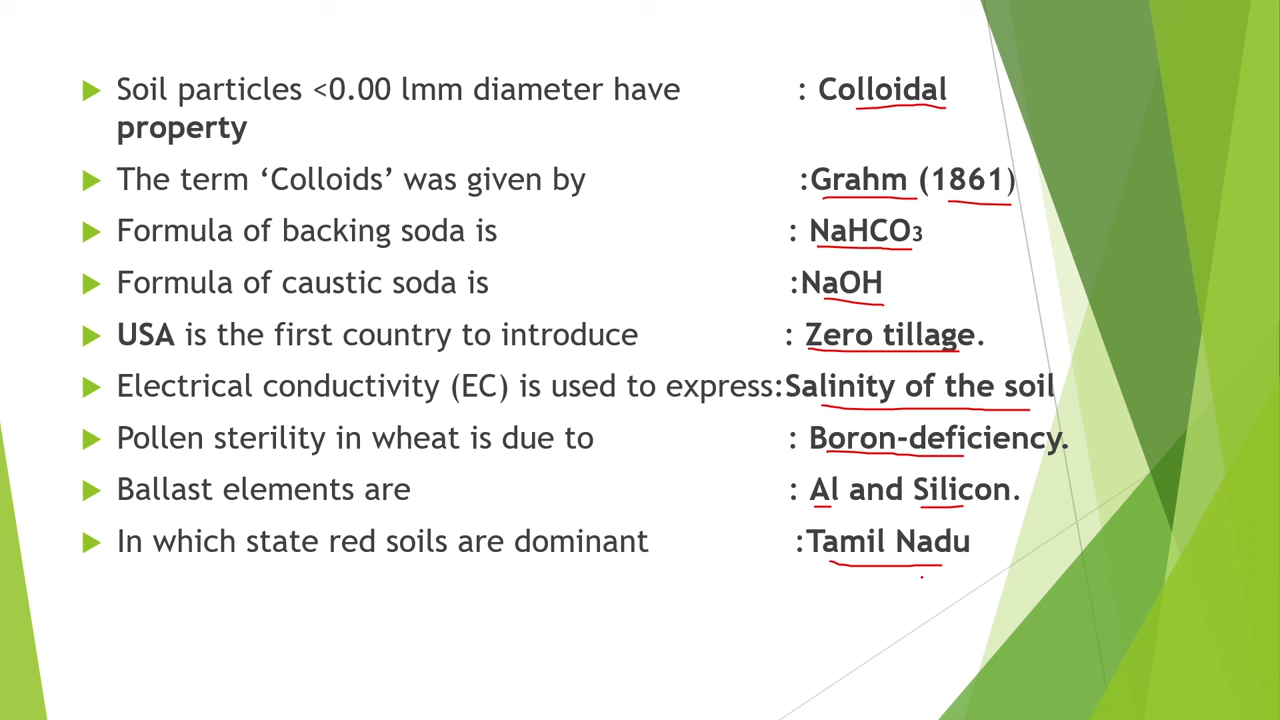 Soil particles <0.00 lmm diameter have : Colloidal
property
The term ‘Colloids’ was given by :Grahm (1861)
Formula of backing soda is : NaHCO₃
Formula of caustic soda is :NaOH
USA is the first country to introduce : Zero tillage.
Electrical conductivity (EC) is used to express:Salinity of the soil
Pollen sterility in wheat is due to : Boron-deficiency.
Ballast elements are : Al and Silicon.
In which state red soils are dominant :Tamil Nadu